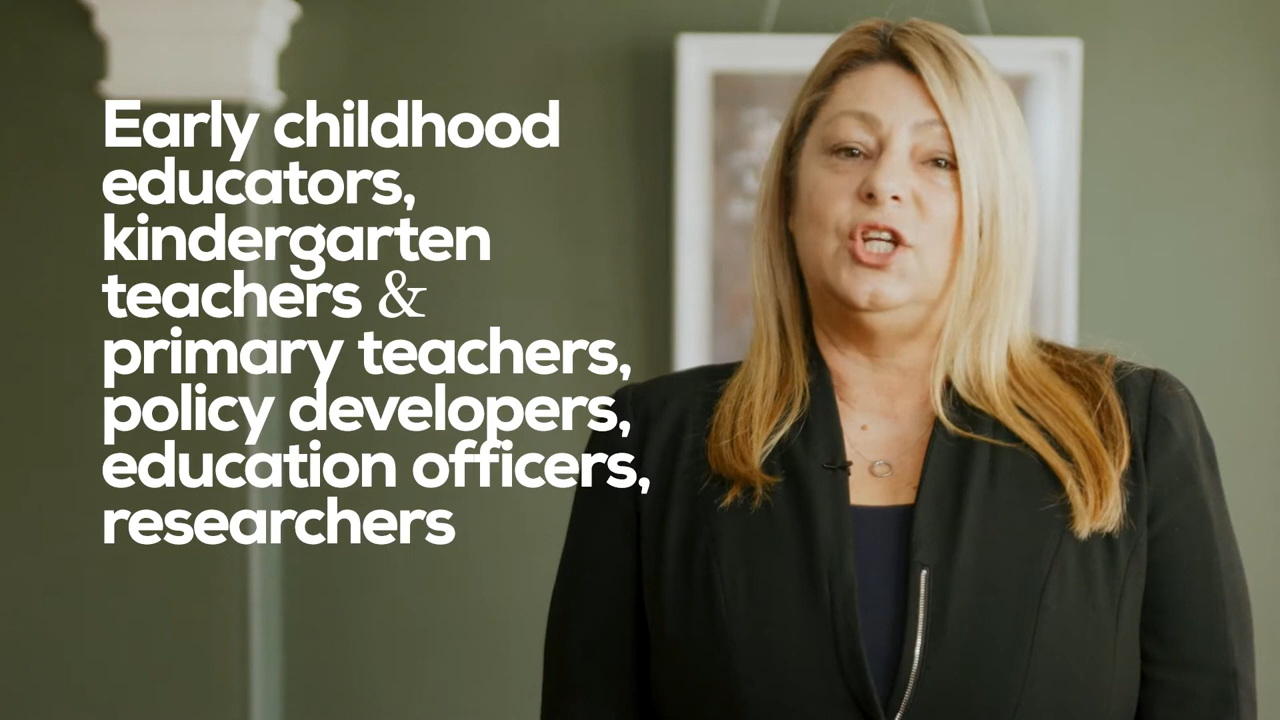 Early childhood
educators,
kindergarten
teachers &
primary teachers,
policy developers,
education officers,
researchers